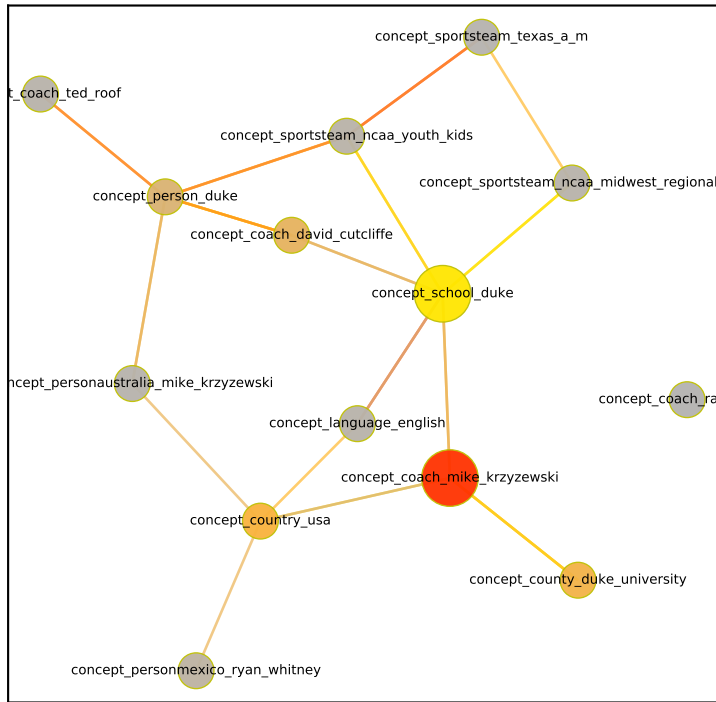 concept_sportsteam_texas_a_m
t_coach_ted_roof
concept_sportsteam_ncaa_youth_kids
concept_sportsteam_ncaa_midwest_regional
concept_person_duke
concept_coach_david_cutcliffe
concept_school_duke
ncept_personaustralia_mike_krzyzewski
concept_coach_ra
concept_language_english
concept_coach_mike_krzyzewski
concept_country_usa
concept_county_duke_university
concept_personmexico_ryan_whitney